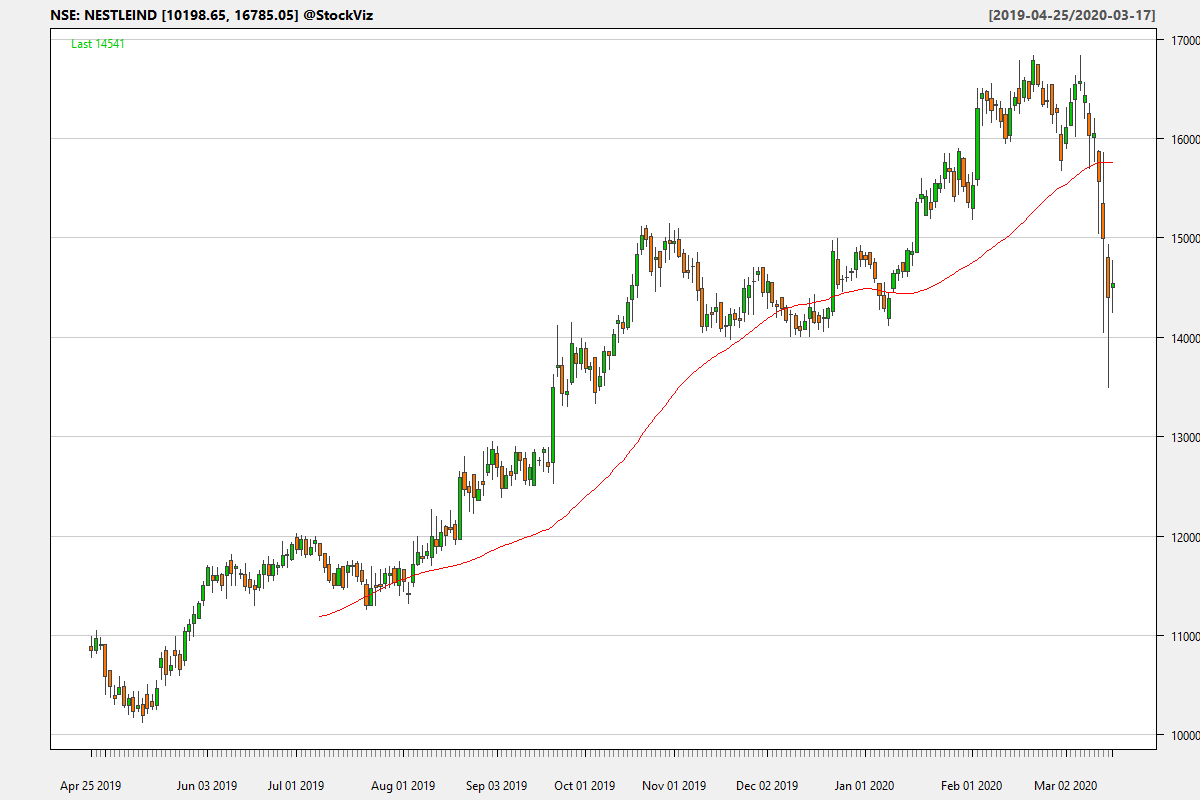 NSE: NESTLEIND [10198.65, 16785.05] @StockViz [2019-04-25/2020-03-17]
Last 14541
17000
16000
15000
14000
13000
12000
11000
10000
Apr 25 2019 Jun 03 2019 Jul 01 2019 Aug 01 2019 Sep 03 2019 Oct 01 2019 Nov 01 2019 Dec 02 2019 Jan 01 2020 Feb 01 2020 Mar 02 2020